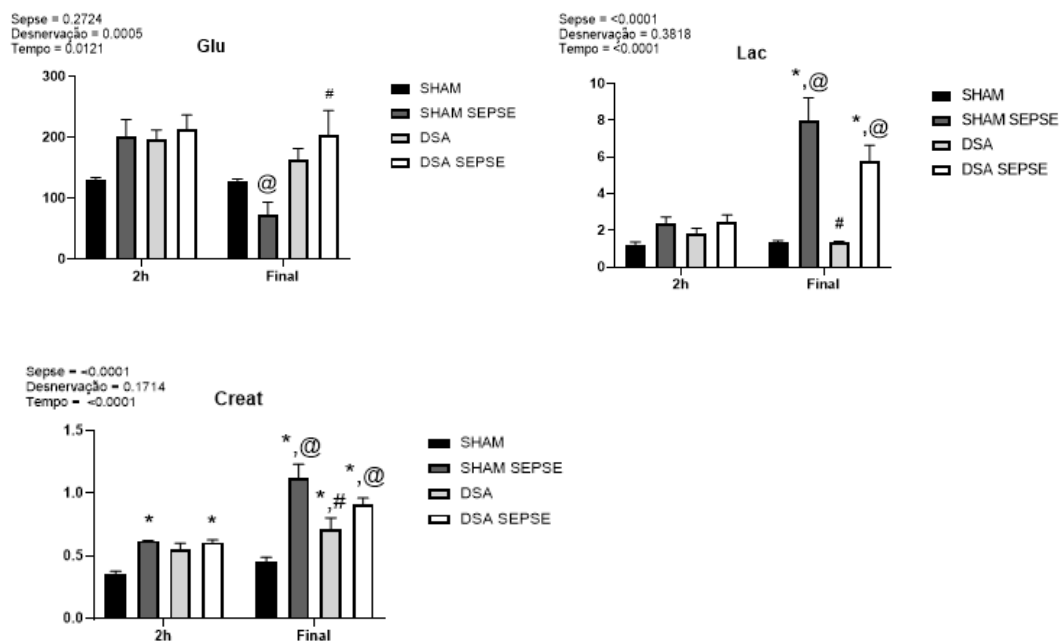 Sepse = 0.2724
Desnervação = 0.0005
Tempo = 0.0121
Glu
300
200
100
0
@
#
2h
Final
SHAM
SHAM SEPSE
DSA
DSA SEPSE
Sepse = <0.0001
Desnervação = 0.3818
Tempo = <0.0001
Lac
10
8
6
4
2
0
*,@
#
*,@
2h
Final
SHAM
SHAM SEPSE
DSA
DSA SEPSE
Sepse = <0.0001
Desnervação = 0.1714
Tempo = <0.0001
Creat
1.5
1.0
0.5
0.0
*
*
*,@
*,#
*,@
2h
Final
SHAM
SHAM SEPSE
DSA
DSA SEPSE